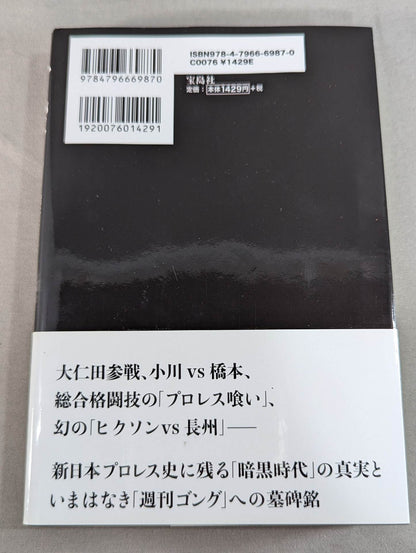 ISBN978-4-7966-6987-0
C0076 ¥1429E
9784796669870
宝島社
定価：本体1429円+税
1920076014291
大仁田参戦、小川 vs 橋本、
総合格闘技の「プロレス喰い」、
幻の「ヒクソンvs 長州」——
新日本プロレス史に残る「暗黒時代」の真実と
いまはなき「週刊ゴング」への墓碑銘